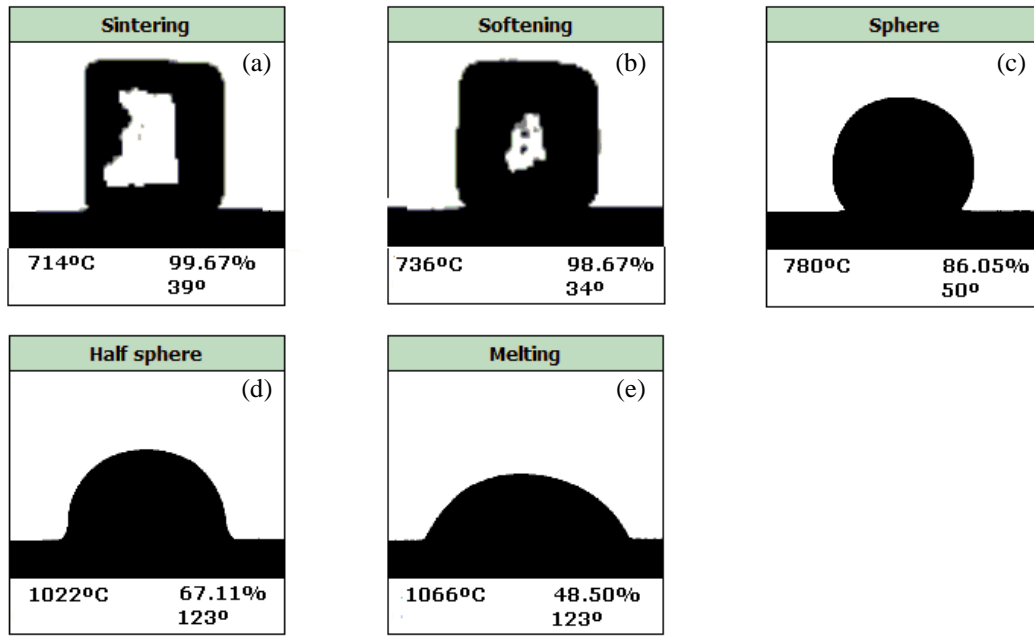 Sintering
(a)
714ºC 99.67%
39º
Softening
(b)
736ºC 98.67%
34º
Sphere
(c)
780ºC 86.05%
50º
Half sphere
(d)
1022ºC 67.11%
123º
Melting
(e)
1066ºC 48.50%
123º